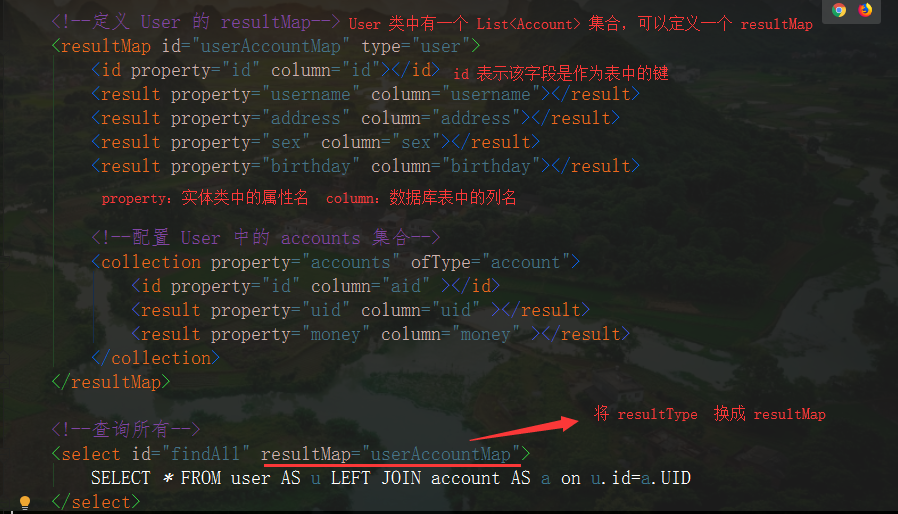 <!--定义 User 的 resultMap--> User 类中有一个 List<Account> 集合，可以定义一个 resultMap
<resultMap id="userAccountMap" type="user">
<id property="id" column="id"></id> id 表示该字段是作为表中的键
<result property="username" column="username"></result>
<result property="address" column="address"></result>
<result property="sex" column="sex"></result>
<result property="birthday" column="birthday"></result>
property：实体类中的属性名 column：数据库表中的列名
<!--配置 User 中的 accounts 集合-->
<collection property="accounts" ofType="account">
<id property="id" column="aid" ></id>
<result property="uid" column="uid" ></result>
<result property="money" column="money" ></result>
</collection>
</resultMap>
将 resultType 换成 resultMap
<!--查询所有-->
<select id="findAll" resultMap="userAccountMap">
SELECT * FROM user AS u LEFT JOIN account AS a on u.id=a.UID
</select>